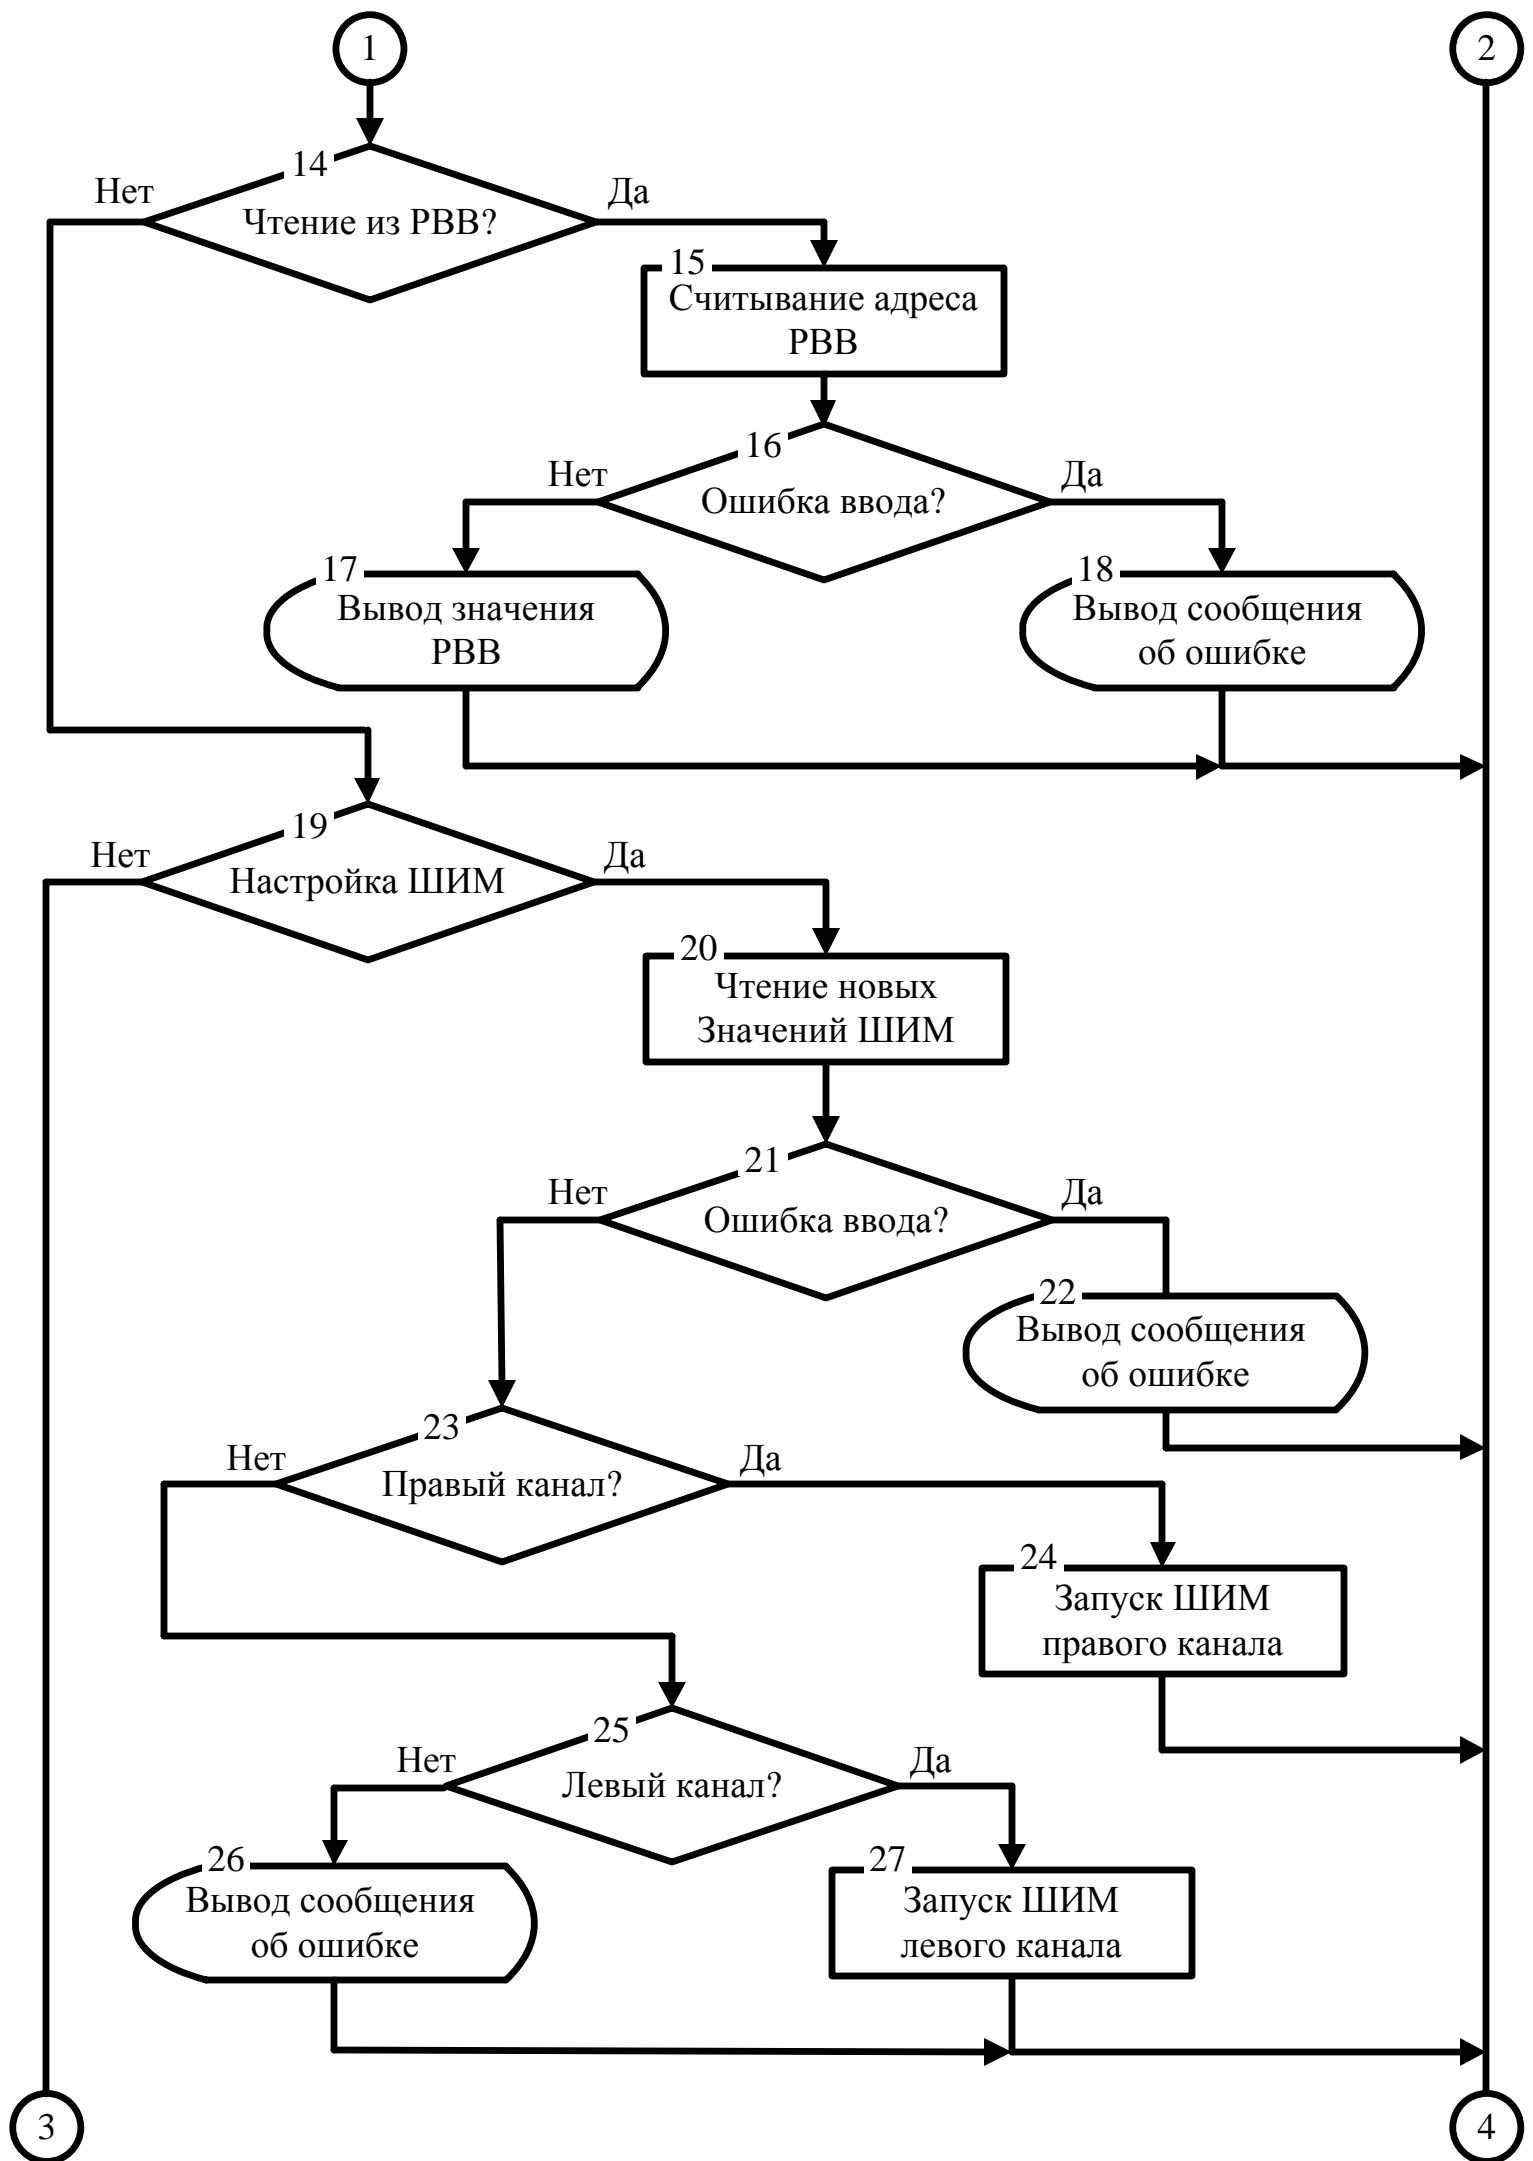 1
2
14
Нет
Да
Чтение из РВВ?
15
Считывание адреса
РВВ
16
Нет
Да
Ошибка ввода?
17
Вывод значения
РВВ
18
Вывод сообщения
об ошибке
19
Нет
Да
Настройка ШИМ
20
Чтение новых
Значений ШИМ
21
Нет
Да
Ошибка ввода?
22
Вывод сообщения
об ошибке
23
Нет
Да
Правый канал?
24
Запуск ШИМ
правого канала
25
Нет
Да
Левый канал?
26
Вывод сообщения
об ошибке
27
Запуск ШИМ
левого канала
3
4